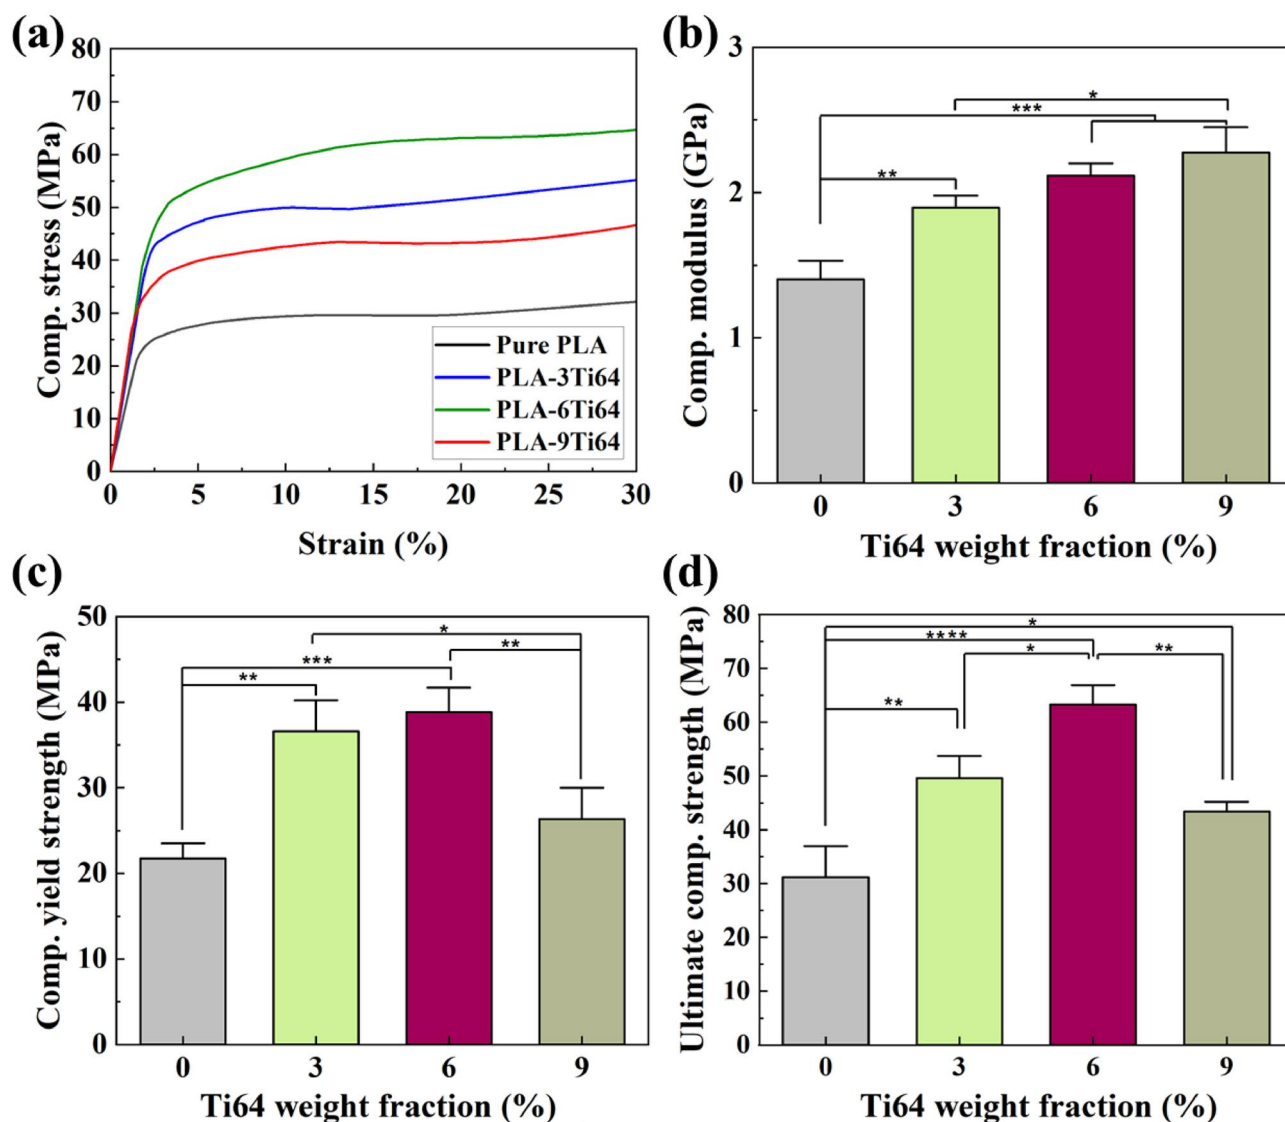 (a)
80
70
60
50
40
30
20
10
0
Comp. stress (MPa)
0 5 10 15 20 25 30
Strain (%)
Pure PLA
PLA-3Ti64
PLA-6Ti64
PLA-9Ti64
(b)
3
2
1
0
Comp. modulus (GPa)
*
***
**
0 3 6 9
Ti64 weight fraction (%)
(c)
50
40
30
20
10
0
Comp. yield strength (MPa)
*
**
***
**
0 3 6 9
Ti64 weight fraction (%)
(d)
80
70
60
50
40
30
20
10
0
Ultimate comp. strength (MPa)
*
****
*
**
**
0 3 6 9
Ti64 weight fraction (%)